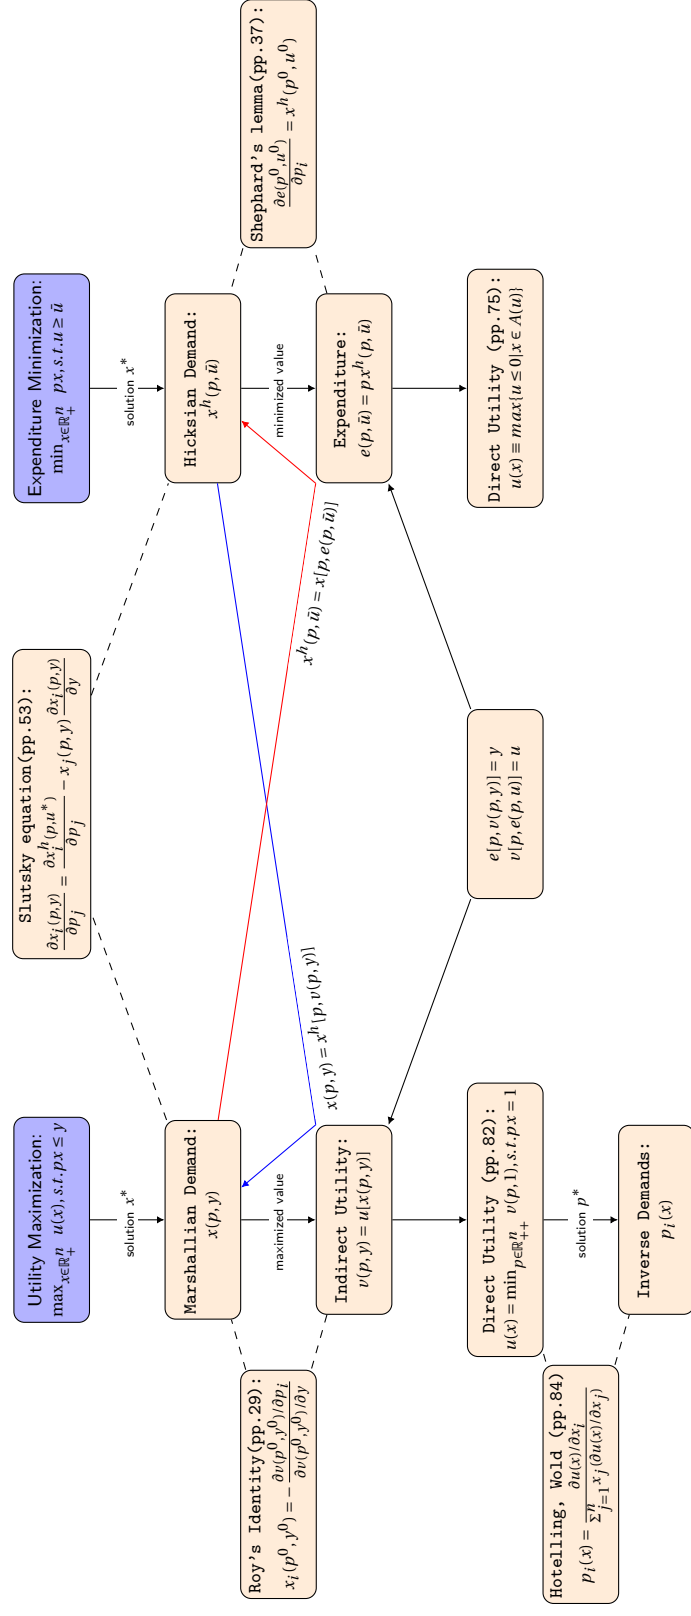 Utility Maximization:
max_{x∈ℝ^n_+} u(x), s.t. px ≤ y
Slutsky equation(pp.53):
∂x_i(p,y)/∂p_j = ∂x_i^h(p,u*)/∂p_j − x_j(p,y) ∂x_i(p,y)/∂y
Expenditure Minimization:
min_{x∈ℝ^n_+} px, s.t. u ≥ ū
solution x*
solution x*
Marshallian Demand:
x(p, y)
Hicksian Demand:
x^h(p, ū)
Roy's Identity(pp.29):
x_i(p^0, y^0) = − ∂v(p^0,y^0)/∂p_i / ∂v(p^0,y^0)/∂y
maximized value
minimized value
Shephard's lemma(pp.37):
∂e(p^0,u^0)/∂p_i = x^h(p^0, u^0)
x(p, y) = x^h[p, v(p, y)]
x^h(p, ū) = x[p, e(p, ū)]
Indirect Utility:
v(p, y) = u[x(p, y)]
Expenditure:
e(p, ū) = px^h(p, ū)
Direct Utility (pp.82):
u(x) = min_{p∈ℝ^n_{++}} v(p, 1), s.t. px = 1
e[p, v(p, y)] = y
v[p, e(p, u)] = u
Direct Utility (pp.75):
u(x) ≡ max{u ≤ 0|x ∈ A(u)}
Hotelling, Wold (pp.84)
p_i(x) = ∂u(x)/∂x_i / Σ^n_{j=1} x_j(∂u(x)/∂x_j)
solution p*
Inverse Demands:
p_i(x)